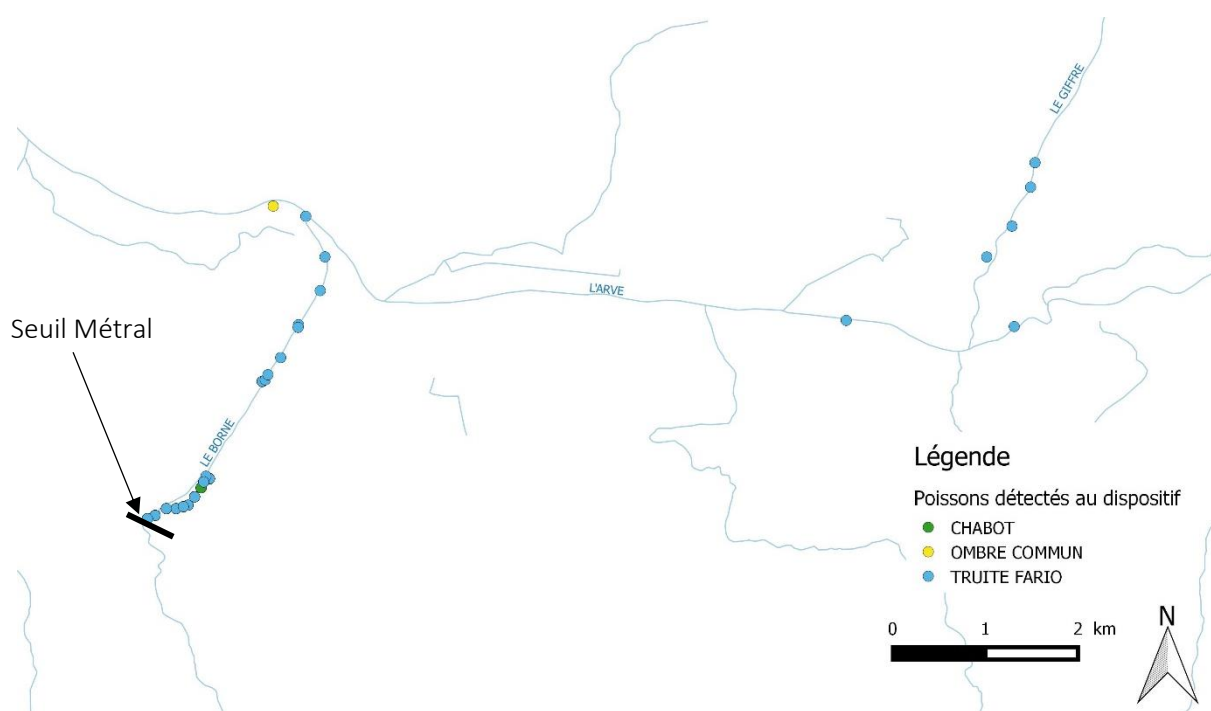 LE GIFFRE
L'ARVE
Seuil Métral
LE BORNE
Légende
Poissons détectés au dispositif
CHABOT
OMBRE COMMUN
TRUITE FARIO
0 1 2 km
N